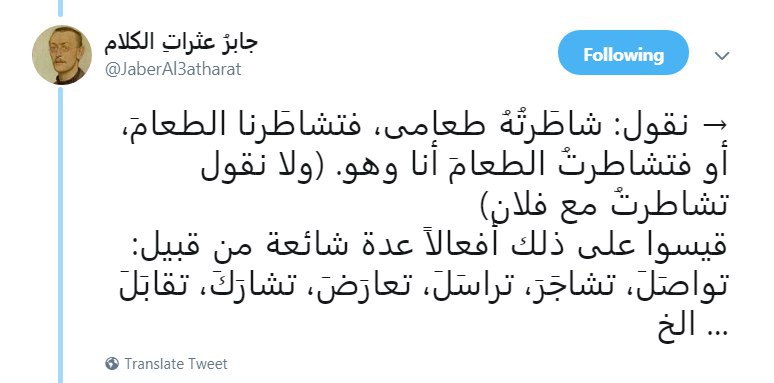 جابرُ عثراتِ الكلام
@JaberAl3atharat
Following
→ نقول: شاطَرتُهُ طعامى، فتشاطَرنا الطعامَ،
أو فتشاطرتُ الطعامَ أنا وهو. (ولا نقول
تشاطرتُ مع فلان)
قيسوا على ذلك أفعالاً عدة شائعة من قبيل:
تواصَلَ، تشاجَرَ، تراسَلَ، تعارَضَ، تشارَكَ، تقابَلَ
... الخ
Translate Tweet